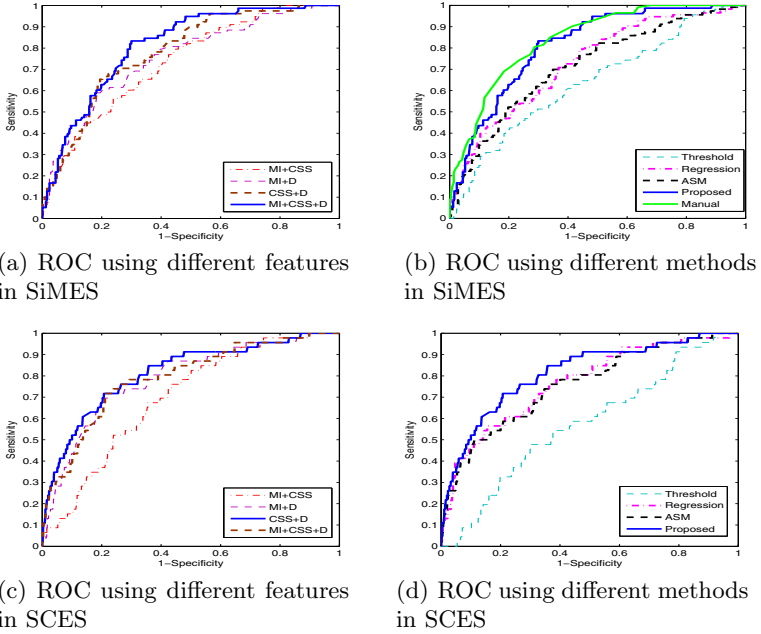 1
0.9
0.8
0.7
0.6
0.5
0.4
0.3
0.2
0.1
0
Sensitivity
0 0.2 0.4 0.6 0.8 1
1−Specificity
MI+CSS
MI+D
CSS+D
MI+CSS+D
1
0.9
0.8
0.7
0.6
0.5
0.4
0.3
0.2
0.1
0
Sensitivity
0 0.2 0.4 0.6 0.8 1
1−Specificity
Threshold
Regression
ASM
Proposed
Manual
(a) ROC using different features
in SiMES
(b) ROC using different methods
in SiMES
1
0.9
0.8
0.7
0.6
0.5
0.4
0.3
0.2
0.1
0
Sensitivity
0 0.2 0.4 0.6 0.8 1
1−Specificity
MI+CSS
MI+D
CSS+D
MI+CSS+D
1
0.9
0.8
0.7
0.6
0.5
0.4
0.3
0.2
0.1
0
Sensitivity
0 0.2 0.4 0.6 0.8 1
1−Specificity
Threshold
Regression
ASM
Proposed
(c) ROC using different features
in SCES
(d) ROC using different methods
in SCES